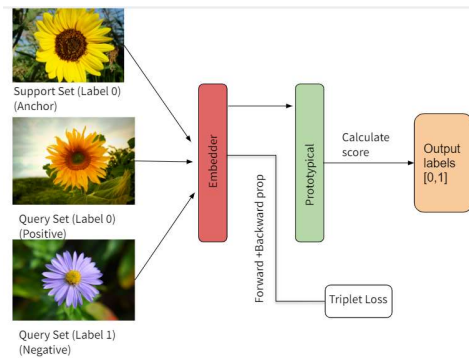 Support Set (Label 0)
(Anchor)
Query Set (Label 0)
(Positive)
Query Set (Label 1)
(Negative)
Embedder
Forward +Backward prop
Prototypical
Triplet Loss
Calculate
score
Output
labels
[0,1]